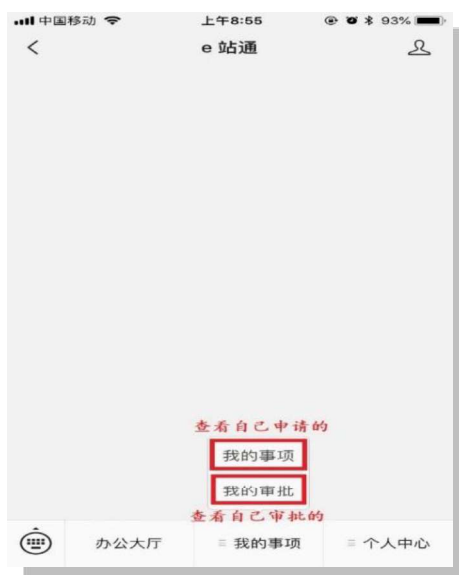 中国移动 上午8:55 93%
e 站通
查看自己申请的
我的事项
我的审批
查看自己审批的
办公大厅 我的事项 个人中心